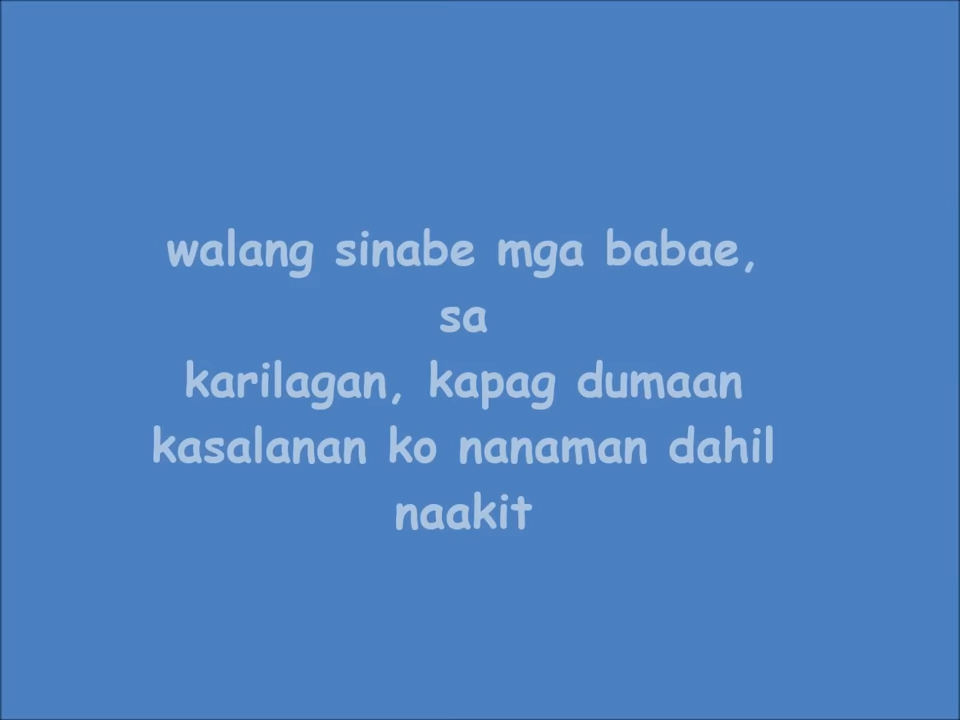 walang sinabe mga babae,
sa
karilagan, kapag dumaan
kasalanan ko nanaman dahil
naakit